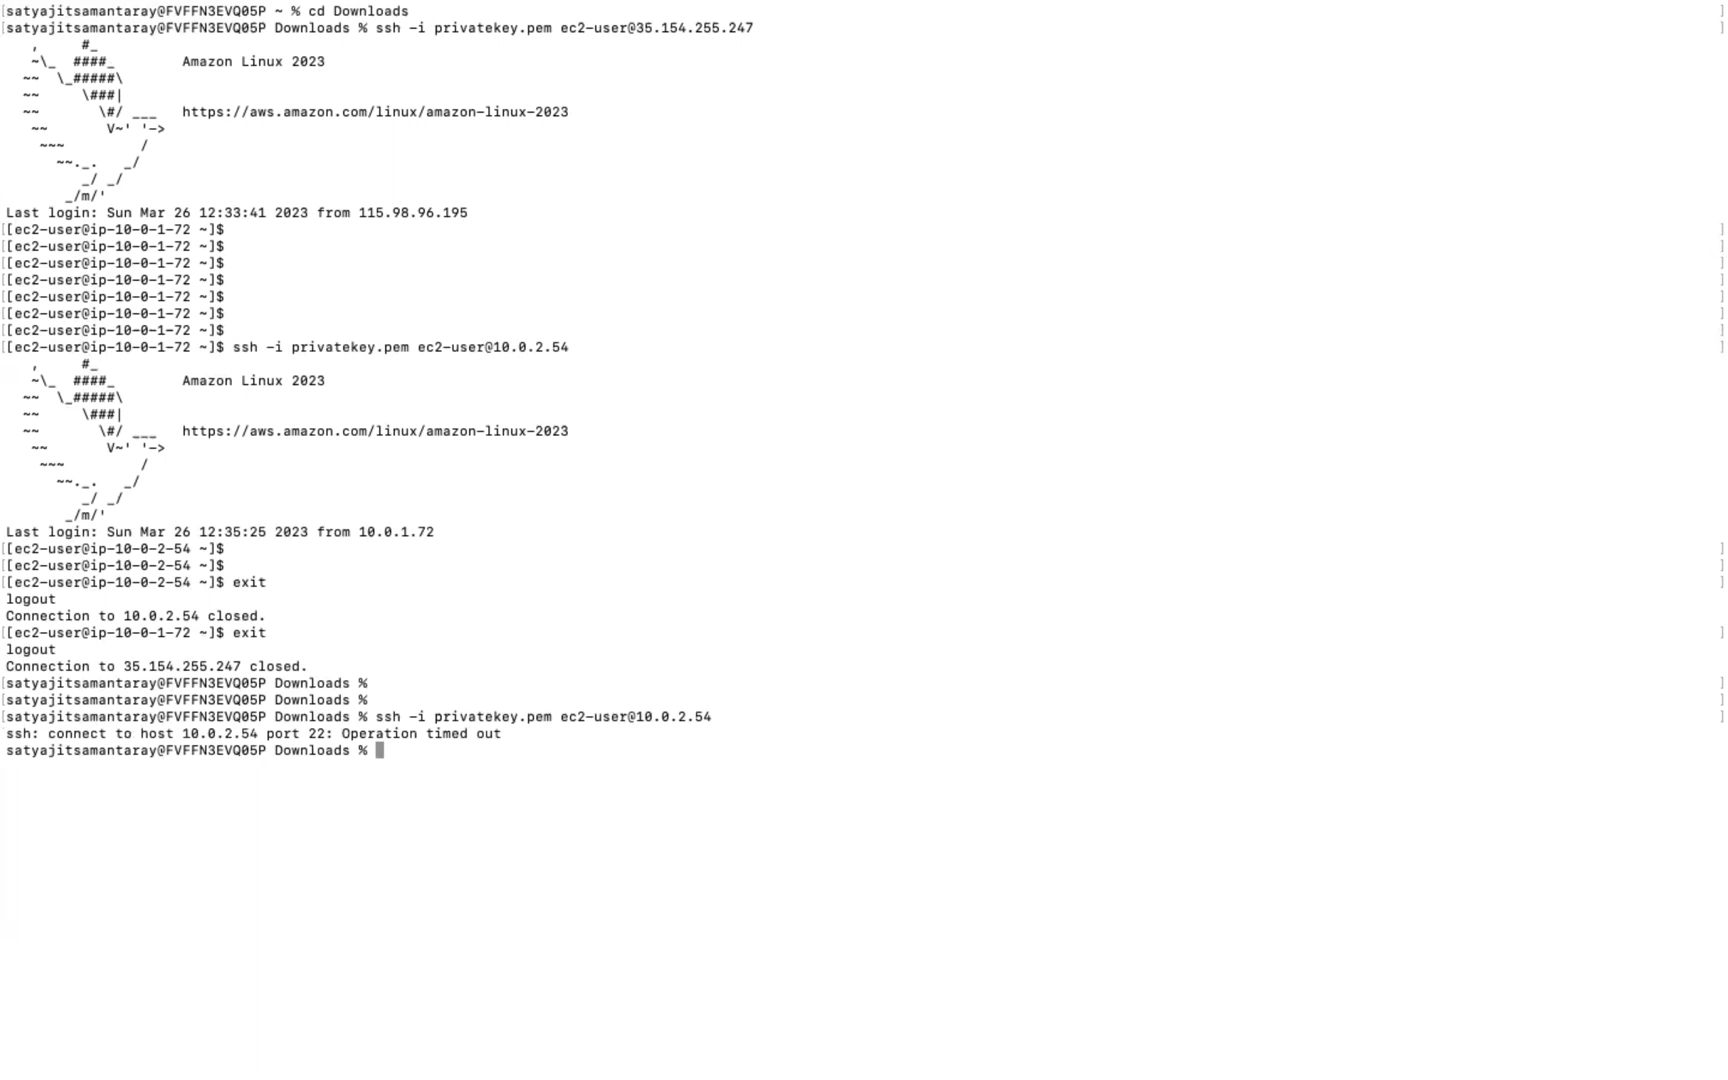 [satyajitsamantaray@FVFFN3EVQ05P ~ % cd Downloads ]
[satyajitsamantaray@FVFFN3EVQ05P Downloads % ssh -i privatekey.pem ec2-user@35.154.255.247 ]
   ,     #_
   ~\_  ####_        Amazon Linux 2023
  ~~  \_#####\
  ~~     \###|
  ~~       \#/ ___   https://aws.amazon.com/linux/amazon-linux-2023
   ~~       V~' '->
    ~~~         /
      ~~._.   _/
         _/ _/
       _/m/'
Last login: Sun Mar 26 12:33:41 2023 from 115.98.96.195
[[ec2-user@ip-10-0-1-72 ~]$ ]
[[ec2-user@ip-10-0-1-72 ~]$ ]
[[ec2-user@ip-10-0-1-72 ~]$ ]
[[ec2-user@ip-10-0-1-72 ~]$ ]
[[ec2-user@ip-10-0-1-72 ~]$ ]
[[ec2-user@ip-10-0-1-72 ~]$ ]
[[ec2-user@ip-10-0-1-72 ~]$ ]
[[ec2-user@ip-10-0-1-72 ~]$ ssh -i privatekey.pem ec2-user@10.0.2.54 ]
   ,     #_
   ~\_  ####_        Amazon Linux 2023
  ~~  \_#####\
  ~~     \###|
  ~~       \#/ ___   https://aws.amazon.com/linux/amazon-linux-2023
   ~~       V~' '->
    ~~~         /
      ~~._.   _/
         _/ _/
       _/m/'
Last login: Sun Mar 26 12:35:25 2023 from 10.0.1.72
[[ec2-user@ip-10-0-2-54 ~]$ ]
[[ec2-user@ip-10-0-2-54 ~]$ ]
[[ec2-user@ip-10-0-2-54 ~]$ exit ]
logout
Connection to 10.0.2.54 closed.
[[ec2-user@ip-10-0-1-72 ~]$ exit ]
logout
Connection to 35.154.255.247 closed.
[satyajitsamantaray@FVFFN3EVQ05P Downloads % ]
[satyajitsamantaray@FVFFN3EVQ05P Downloads % ]
[satyajitsamantaray@FVFFN3EVQ05P Downloads % ssh -i privatekey.pem ec2-user@10.0.2.54 ]
ssh: connect to host 10.0.2.54 port 22: Operation timed out
satyajitsamantaray@FVFFN3EVQ05P Downloads %